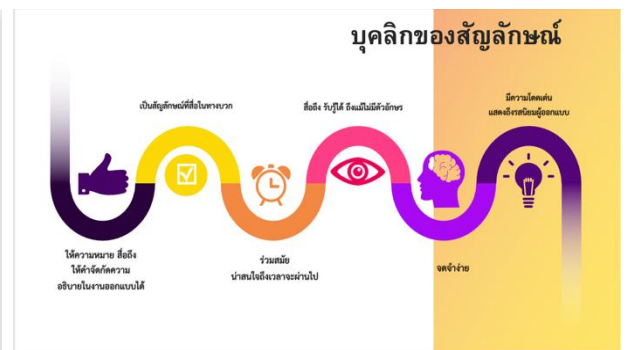 บุคลิกของสัญลักษณ์
เป็นสัญลักษณ์ที่สื่อในทางบวก
สื่อถึง รับรู้ได้ ถึงแม้ไม่มีตัวอักษร
มีความโดดเด่น
แสดงถึงรสนิยมผู้ออกแบบ
ให้ความหมาย สื่อถึง
ให้คำจัดกัดความ
อธิบายในงานออกแบบได้
ร่วมสมัย
น่าสนใจถึงเวลาจะผ่านไป
จดจำง่าย